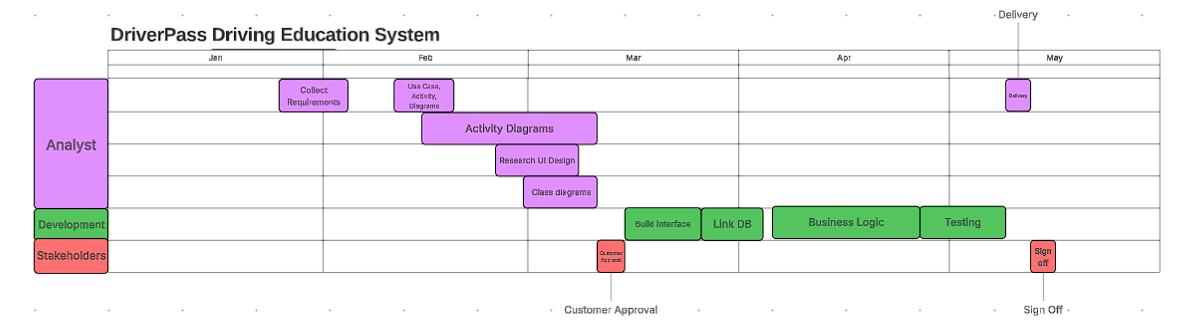 Delivery
DriverPass Driving Education System
Jan Feb Mar Apr May
Analyst
Collect
Requirements
Use Case,
Activity,
Diagrams
Delivery
Activity Diagrams
Research UI Design
Class diagrams
Development
Build Interface
Link DB
Business Logic
Testing
Stakeholders
Customer
Approval
Sign
off
Customer Approval
Sign Off